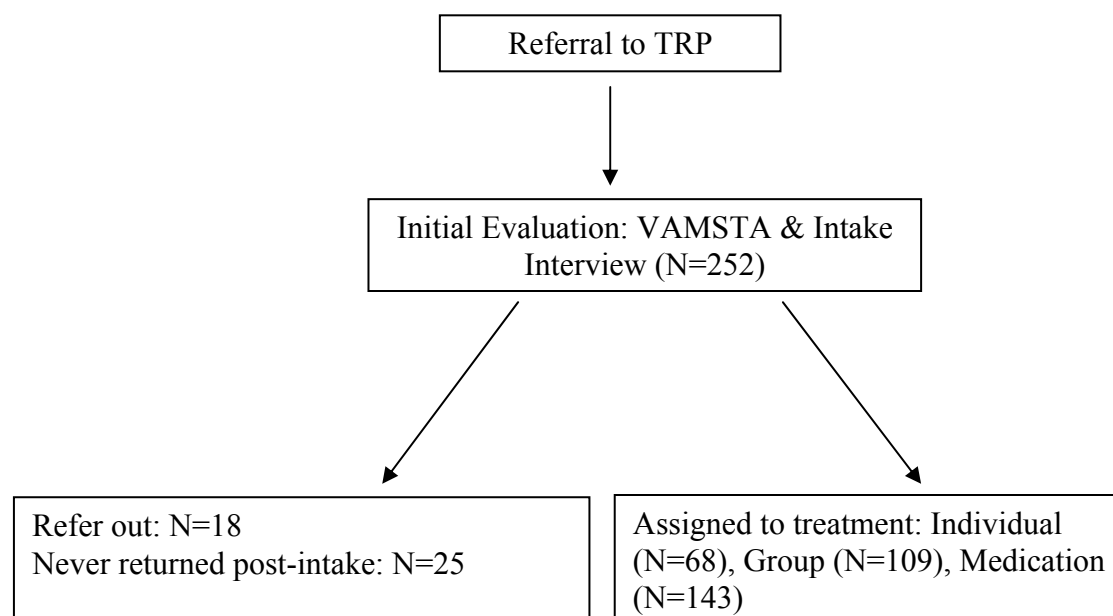 Referral to TRP
Initial Evaluation: VAMSTA & Intake
Interview (N=252)
Refer out: N=18
Never returned post-intake: N=25
Assigned to treatment: Individual
(N=68), Group (N=109), Medication
(N=143)